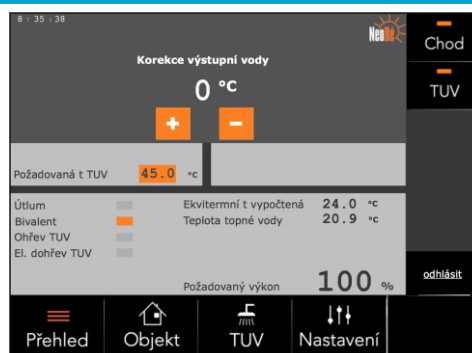 8 : 35 : 38
NeoRé
Chod
Korekce výstupní vody
0 °C
TUV
+ −
Požadovaná t TUV 45.0 °C
Útlum
Bivalent
Ohřev TUV
El. dohřev TUV
Ekvitermní t vypočtená 24.0 °C
Teplota topné vody 20.9 °C
Požadovaný výkon 100 %
odhlásit
Přehled Objekt TUV Nastavení